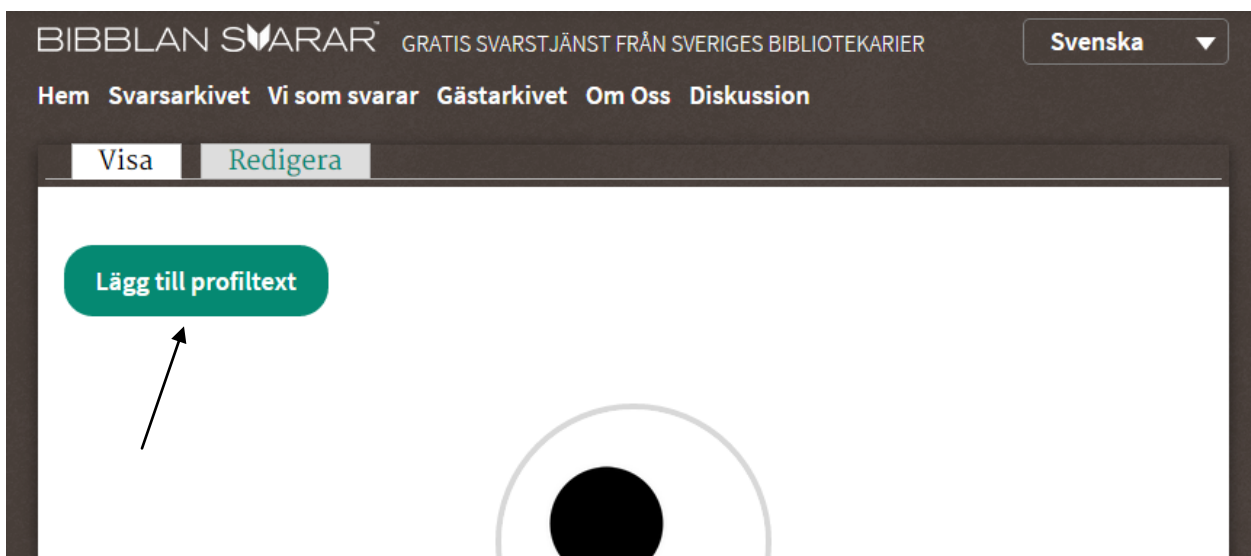 BIBBLAN SVARAR™ GRATIS SVARSTJÄNST FRÅN SVERIGES BIBLIOTEKARIER Svenska
Hem Svarsarkivet Vi som svarar Gästarkivet Om Oss Diskussion
Visa Redigera
Lägg till profiltext